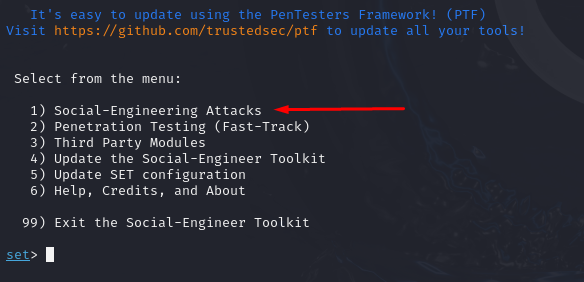 It's easy to update using the PenTesters Framework! (PTF)
Visit https://github.com/trustedsec/ptf to update all your tools!
Select from the menu:
1) Social-Engineering Attacks
2) Penetration Testing (Fast-Track)
3) Third Party Modules
4) Update the Social-Engineer Toolkit
5) Update SET configuration
6) Help, Credits, and About
99) Exit the Social-Engineer Toolkit
set>